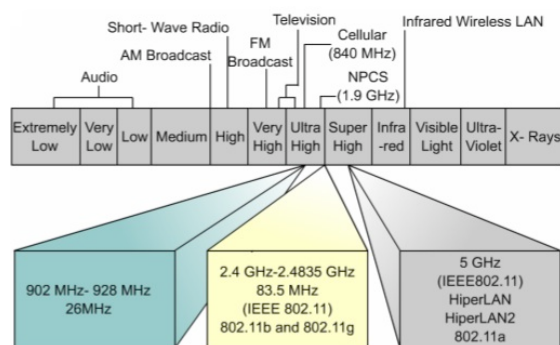 Short- Wave Radio
Television
Infrared Wireless LAN
AM Broadcast
FM
Broadcast
Cellular
(840 MHz)
Audio
NPCS
(1.9 GHz)
Extremely
Low
Very
Low
Low
Medium
High
Very
High
Ultra
High
Super
High
Infra
-red
Visible
Light
Ultra-
Violet
X- Rays
902 MHz- 928 MHz
26MHz
2.4 GHz-2.4835 GHz
83.5 MHz
(IEEE 802.11)
802.11b and 802.11g
5 GHz
(IEEE802.11)
HiperLAN
HiperLAN2
802.11a